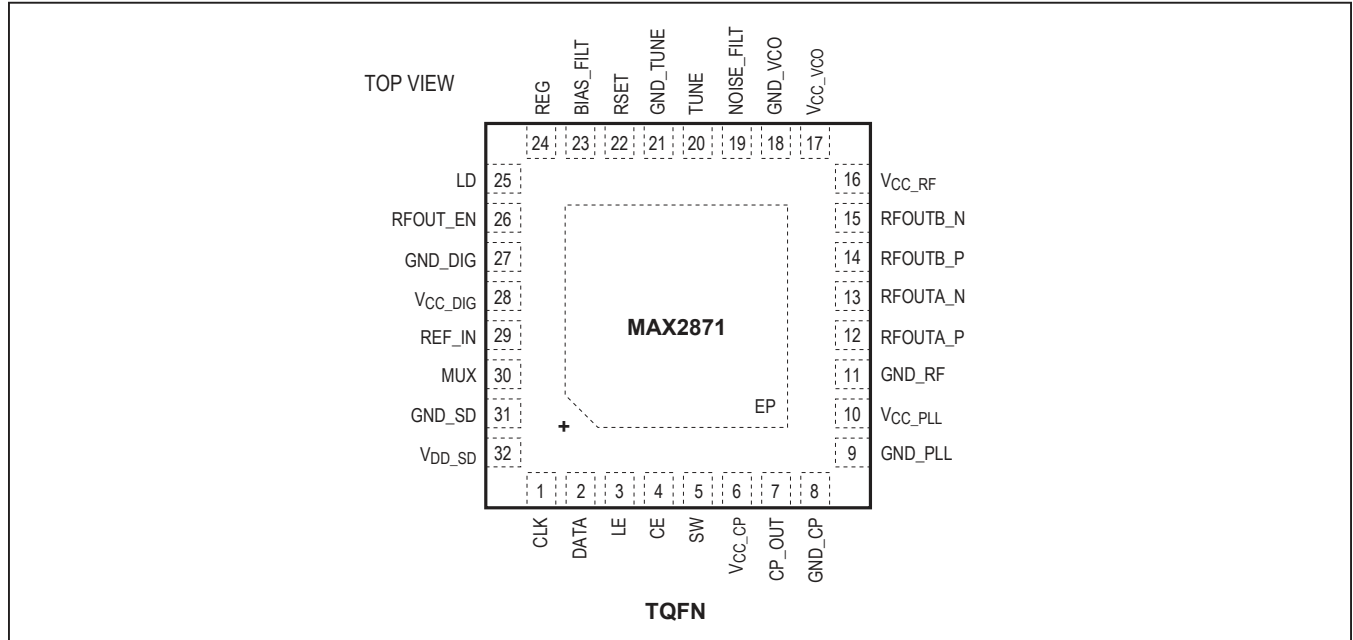 TOP VIEW
REG
BIAS_FILT
RSET
GND_TUNE
TUNE
NOISE_FILT
GND_VCO
VCC_VCO
24 23 22 21 20 19 18 17
LD 25
RFOUT_EN 26
GND_DIG 27
VCC_DIG 28
REF_IN 29
MUX 30
GND_SD 31
VDD_SD 32
MAX2871
EP
+
16 VCC_RF
15 RFOUTB_N
14 RFOUTB_P
13 RFOUTA_N
12 RFOUTA_P
11 GND_RF
10 VCC_PLL
9 GND_PLL
1 2 3 4 5 6 7 8
CLK
DATA
LE
CE
SW
VCC_CP
CP_OUT
GND_CP
TQFN